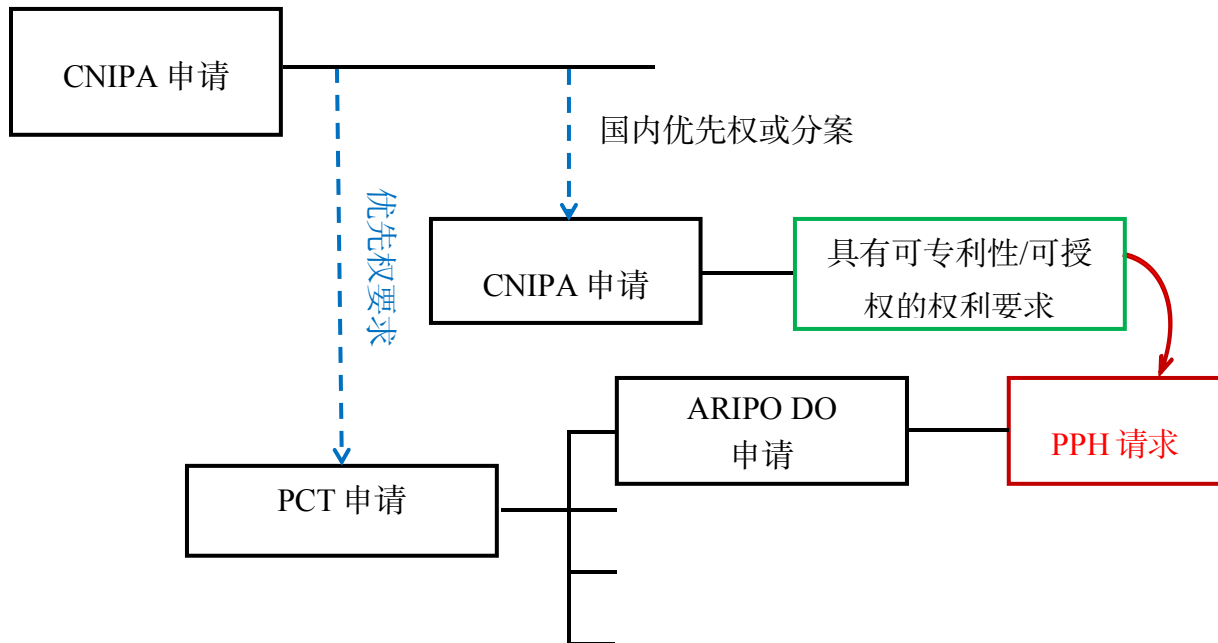 CNIPA 申请
国内优先权或分案
优先权要求
CNIPA 申请
具有可专利性/可授
权的权利要求
ARIPO DO
申请
PPH 请求
PCT 申请